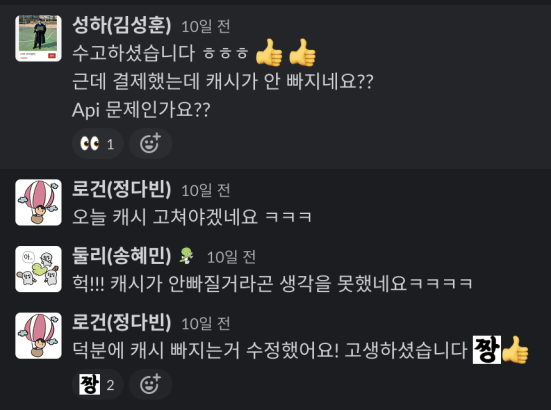 성하(김성훈) 10일 전
수고하셨습니다 ㅎㅎㅎ 👍 👍
근데 결제했는데 캐시가 안 빠지네요??
Api 문제인가요??
👀 1
로건(정다빈) 10일 전
오늘 캐시 고쳐야겠네요 ㅋㅋㅋ
아..
둘리(송혜민) 10일 전
헉!!! 캐시가 안빠질거라곤 생각을 못했네요ㅋㅋㅋㅋ
로건(정다빈) 10일 전
덕분에 캐시 빠지는거 수정했어요! 고생하셨습니다 짱 👍
짱 2